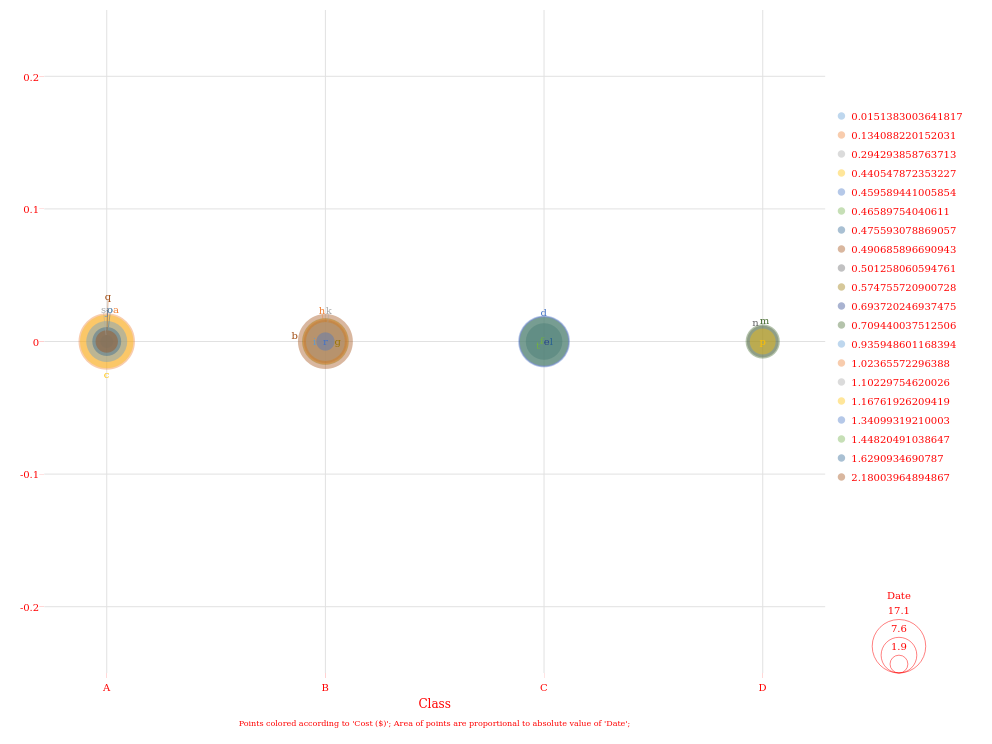 0.2
0.1
0
-0.1
-0.2
q
a
c
hk
b
r
g
d
el
n
m
p
A
B
C
D
Class
Points colored according to 'Cost ($)'; Area of points are proportional to absolute value of 'Date';
0.0151383003641817
0.134088220152031
0.294293858763713
0.440547872353227
0.459589441005854
0.46589754040611
0.475593078869057
0.490685896690943
0.501258060594761
0.574755720900728
0.693720246937475
0.709440037512506
0.935948601168394
1.02365572296388
1.10229754620026
1.16761926209419
1.34099319210003
1.44820491038647
1.6290934690787
2.18003964894867
Date
17.1
7.6
1.9